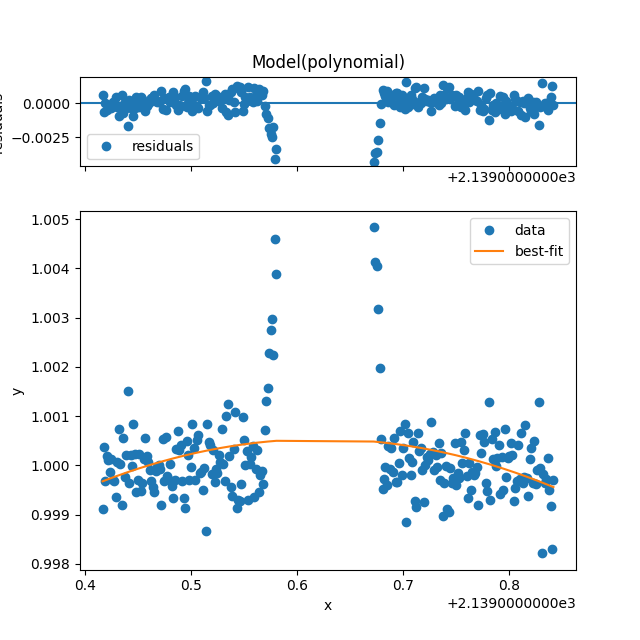 Model(polynomial)
residuals
0.0000
−0.0025
residuals
+2.1390000000e3
1.005
1.004
1.003
1.002
1.001
1.000
0.999
0.998
y
data
best-fit
0.4
0.5
0.6
0.7
0.8
x
+2.1390000000e3